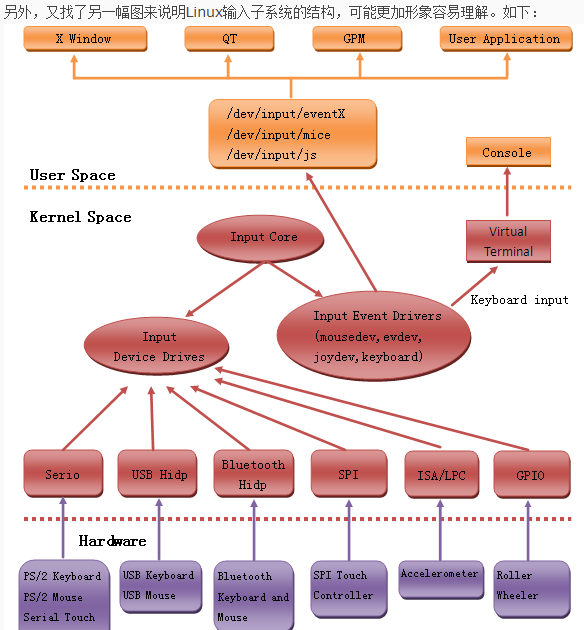 另外，又找了另一幅图来说明Linux输入子系统的结构，可能更加形象容易理解。如下：
X Window
QT
GPM
User Application
/dev/input/eventX
/dev/input/mice
/dev/input/js
Console
User Space
Kernel Space
Input Core
Virtual
Terminal
Keyboard input
Input Event Drivers
(mousedev,evdev,
joydev,keyboard)
Input
Device Drives
Serio
USB Hidp
Bluetooth
Hidp
SPI
ISA/LPC
GPIO
Hardware
PS/2 Keyboard
PS/2 Mouse
Serial Touch
USB Keyboard
USB Mouse
Bluetooth
Keyboard and
Mouse
SPI Touch
Controller
Accelerometer
Roller
Wheeler